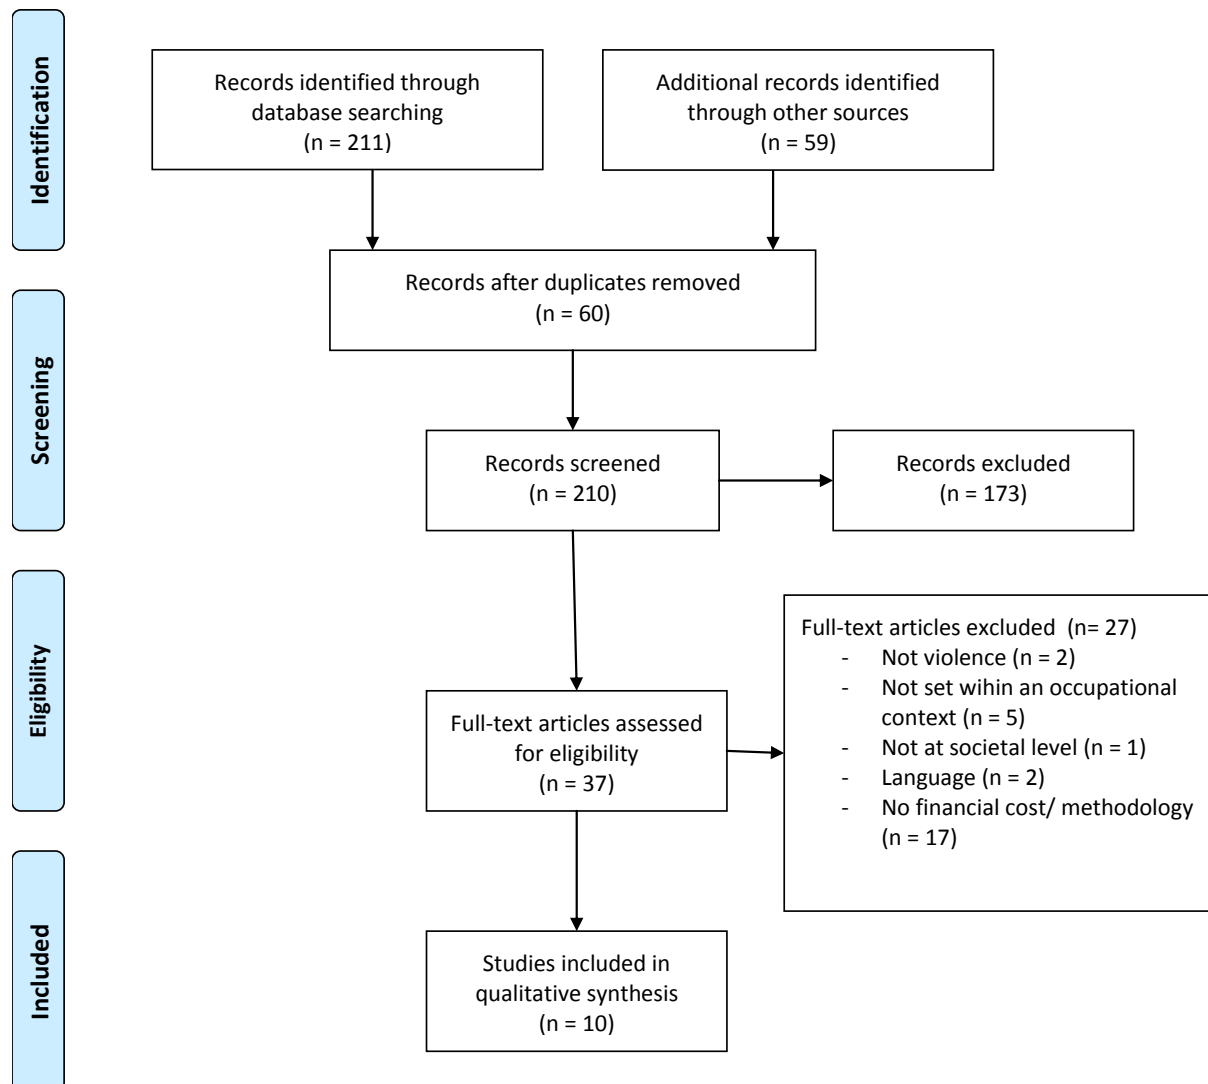 Identification
Records identified through
database searching
(n = 211)
Additional records identified
through other sources
(n = 59)
Records after duplicates removed
(n = 60)
Screening
Records screened
(n = 210)
Records excluded
(n = 173)
Eligibility
Full-text articles assessed
for eligibility
(n = 37)
Full-text articles excluded (n= 27)
- Not violence (n = 2)
- Not set wihin an occupational
context (n = 5)
- Not at societal level (n = 1)
- Language (n = 2)
- No financial cost/ methodology
(n = 17)
Included
Studies included in
qualitative synthesis
(n = 10)